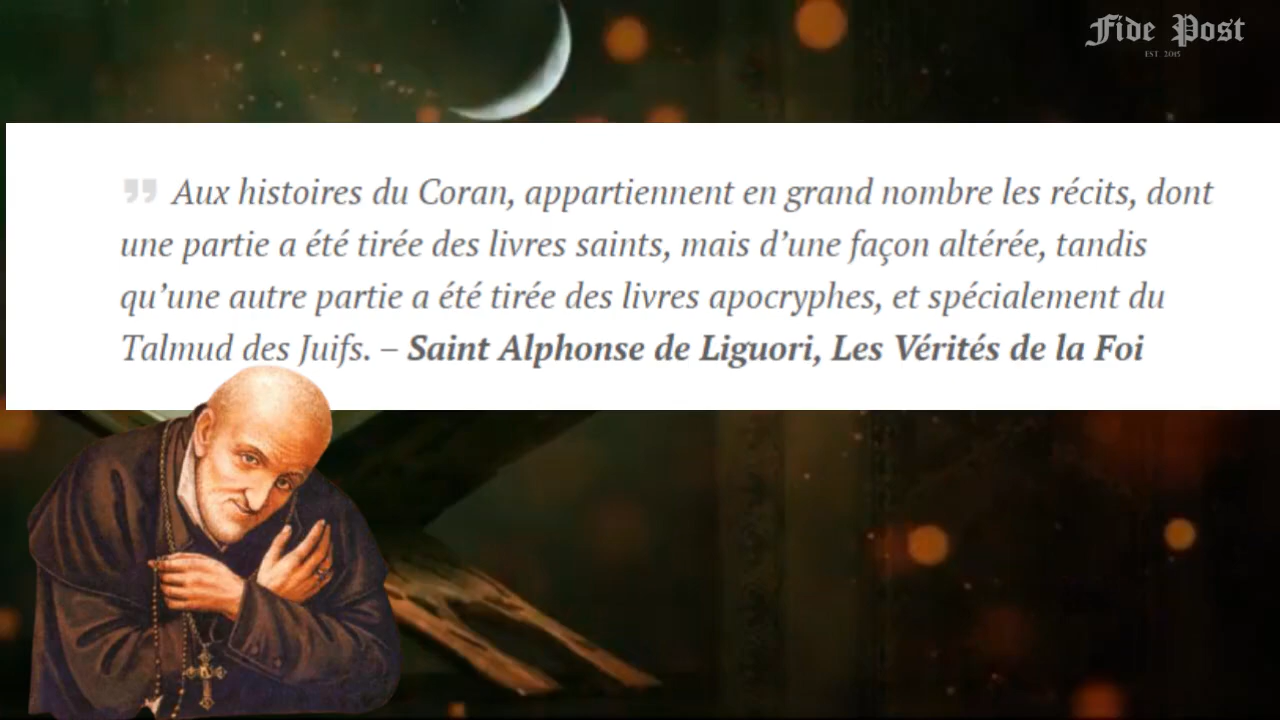 Fide Post
EST. 2015
Aux histoires du Coran, appartiennent en grand nombre les récits, dont
une partie a été tirée des livres saints, mais d’une façon altérée, tandis
qu’une autre partie a été tirée des livres apocryphes, et spécialement du
Talmud des Juifs. – Saint Alphonse de Liguori, Les Vérités de la Foi